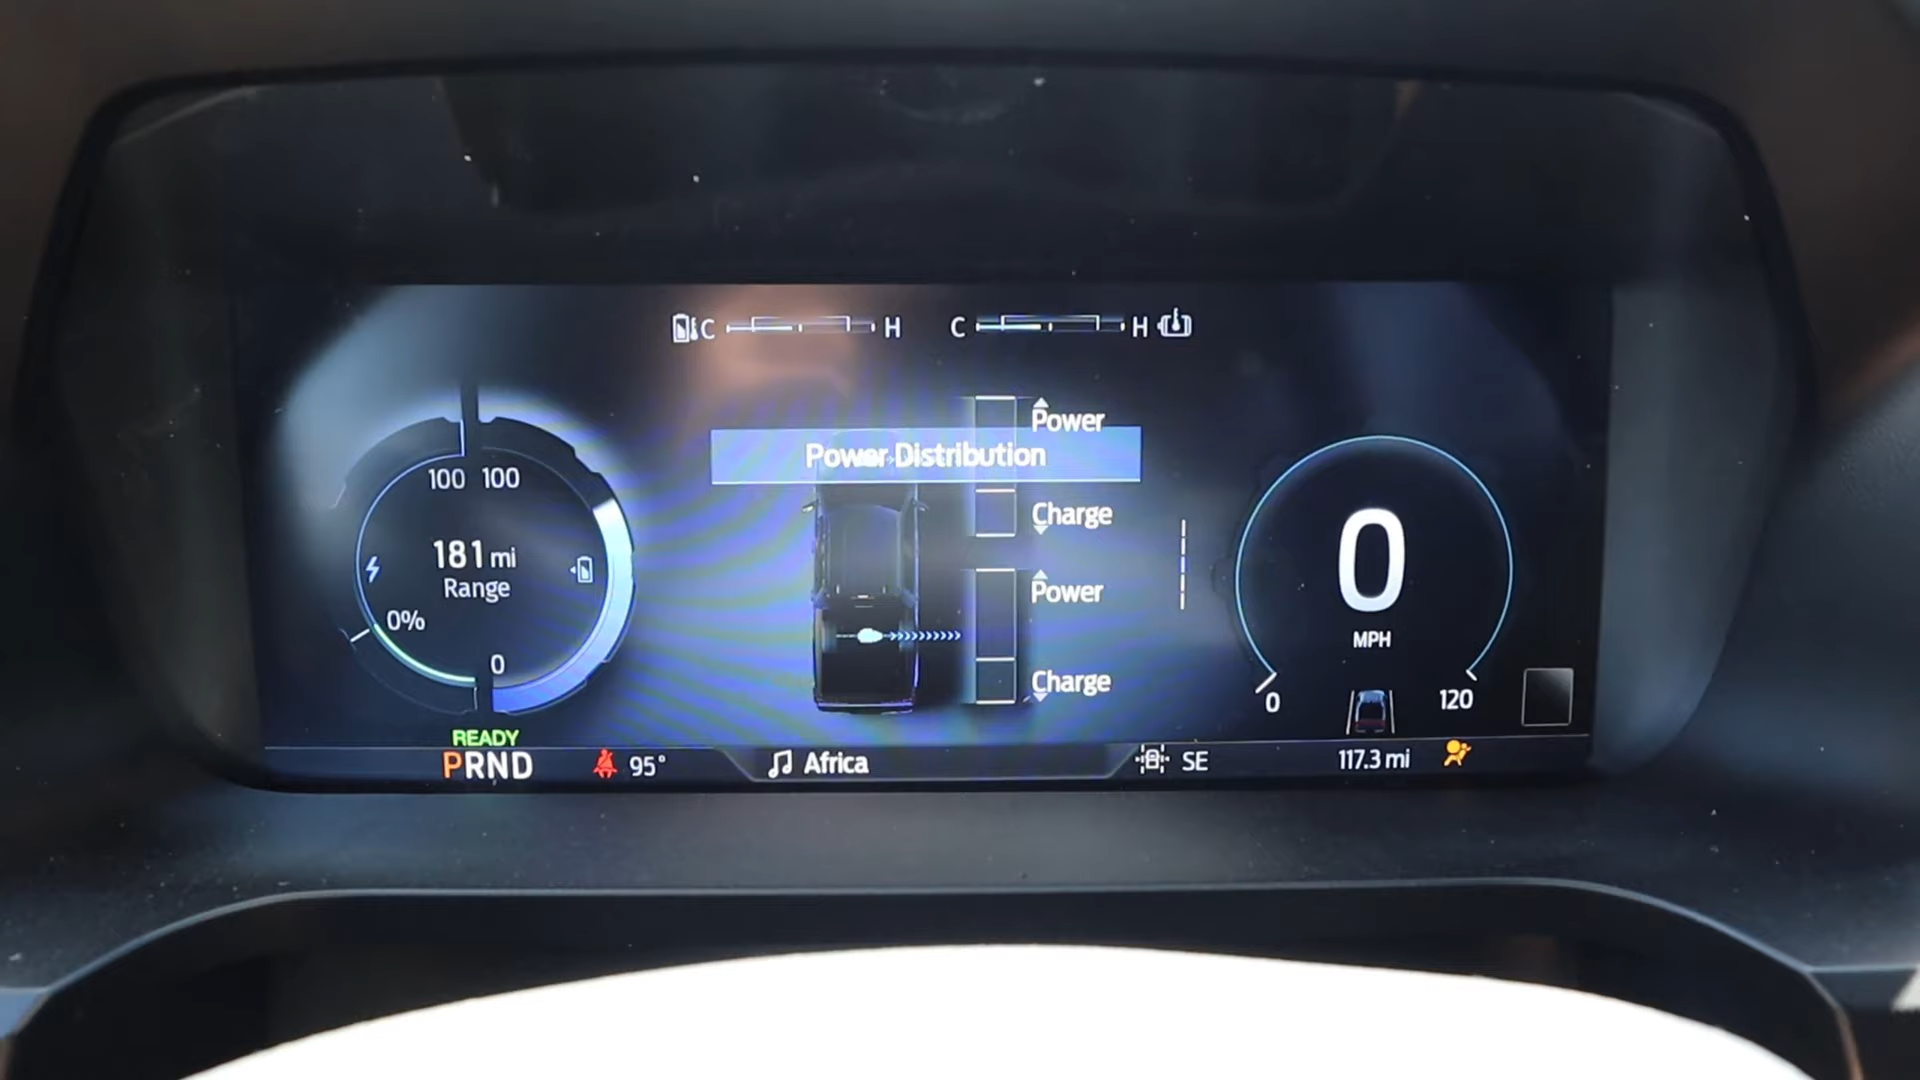 C H
C H
Power
Power Distribution
Charge
Power
Charge
100 100
181 mi
Range
0%
0
0
MPH
0
120
READY
PRND
95°
Africa
SE
117.3 mi